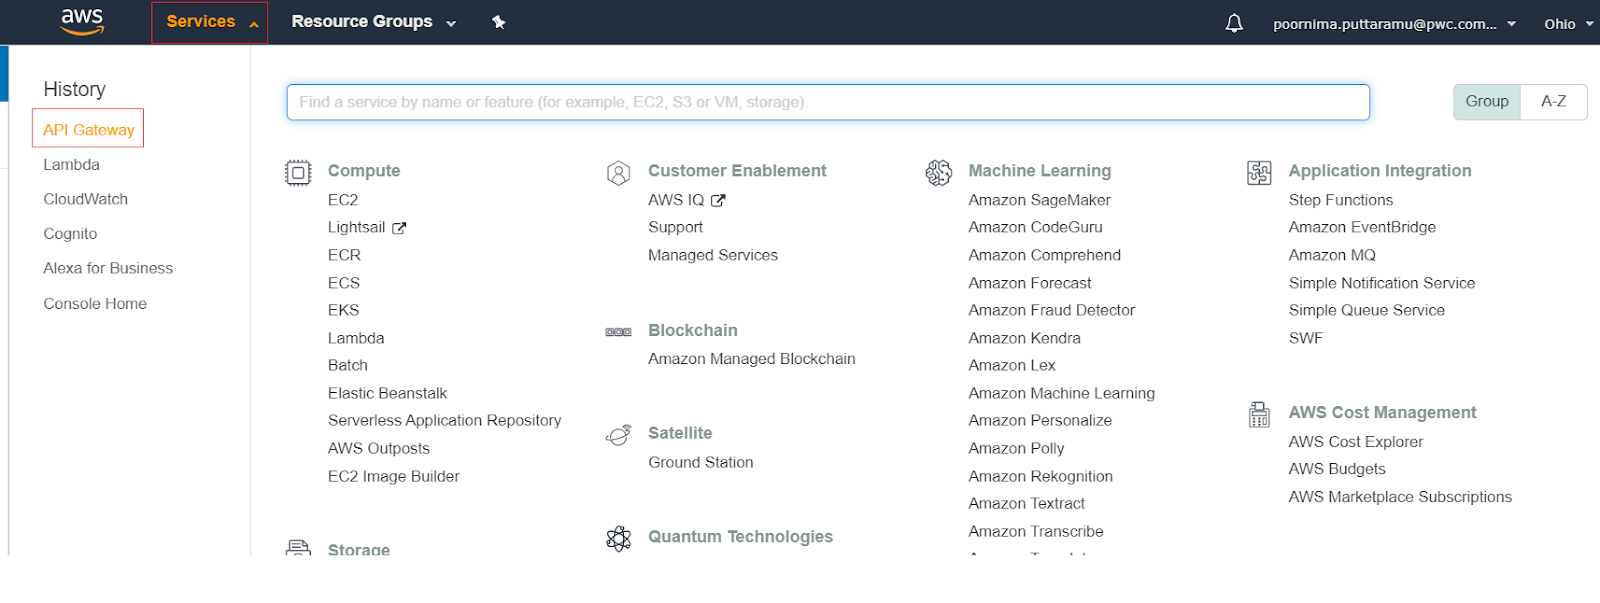 aws Services Resource Groups poornima.puttaramu@pwc.com... Ohio
History
API Gateway
Lambda
CloudWatch
Cognito
Alexa for Business
Console Home
Find a service by name or feature (for example, EC2, S3 or VM, storage).
Group A-Z
Compute
EC2
Lightsail
ECR
ECS
EKS
Lambda
Batch
Elastic Beanstalk
Serverless Application Repository
AWS Outposts
EC2 Image Builder
Storage
Customer Enablement
AWS IQ
Support
Managed Services
Blockchain
Amazon Managed Blockchain
Satellite
Ground Station
Quantum Technologies
Machine Learning
Amazon SageMaker
Amazon CodeGuru
Amazon Comprehend
Amazon Forecast
Amazon Fraud Detector
Amazon Kendra
Amazon Lex
Amazon Machine Learning
Amazon Personalize
Amazon Polly
Amazon Rekognition
Amazon Textract
Amazon Transcribe
Application Integration
Step Functions
Amazon EventBridge
Amazon MQ
Simple Notification Service
Simple Queue Service
SWF
AWS Cost Management
AWS Cost Explorer
AWS Budgets
AWS Marketplace Subscriptions